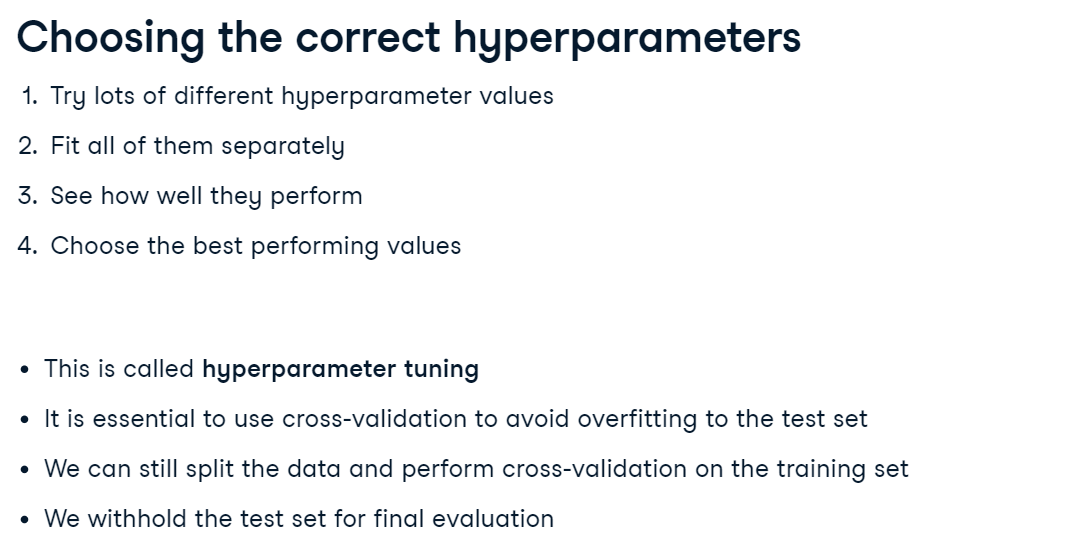 Choosing the correct hyperparameters
1. Try lots of different hyperparameter values
2. Fit all of them separately
3. See how well they perform
4. Choose the best performing values
• This is called hyperparameter tuning
• It is essential to use cross-validation to avoid overfitting to the test set
• We can still split the data and perform cross-validation on the training set
• We withhold the test set for final evaluation